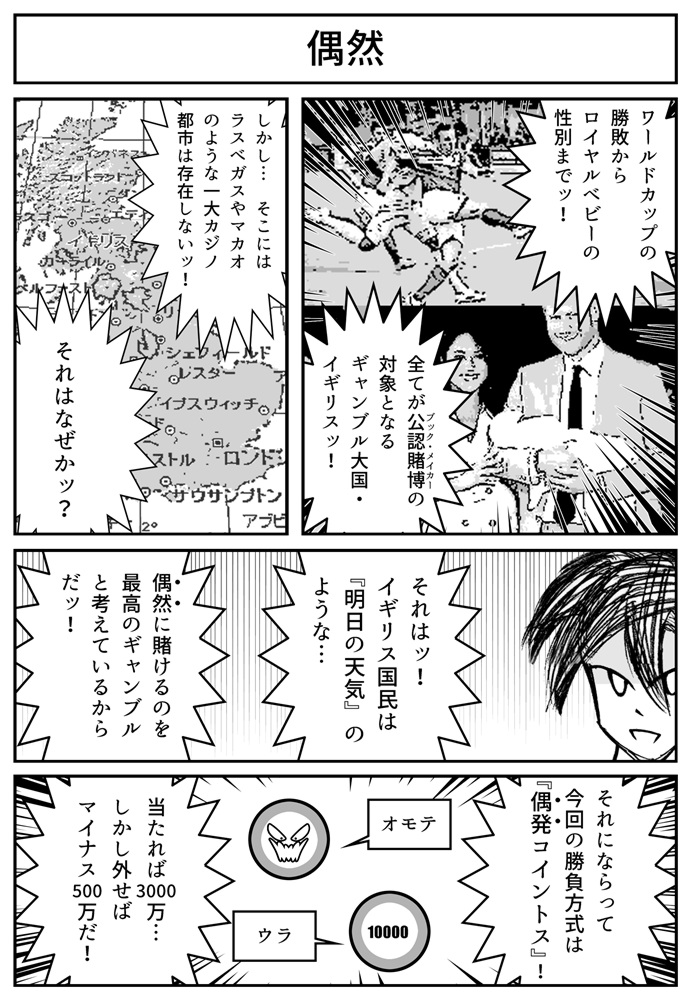 偶然
ワールドカップの
勝敗から
ロイヤルベビーの
性別までッ！
全てが公認賭博の
ブック・メイカー
対象となる
ギャンブル大国・
イギリスッ！
しかし… そこには
ラスベガスやマカオ
のような一大カジノ
都市は存在しないッ！
イギリス
カーライル
シェフィールド
レスター
イプスウィッチ
ロンド
サウサンプトン
アブビ
2°
それはなぜかッ？
それはッ！
イギリス国民は
『明日の天気』の
ような…
偶然に賭けるのを
最高のギャンブル
と考えているから
だッ！
それにならって
今回の勝負方式は
『偶発コイントス』！
オモテ
ウラ
10000
当たれば3000万…
しかし外せば
マイナス500万だ！